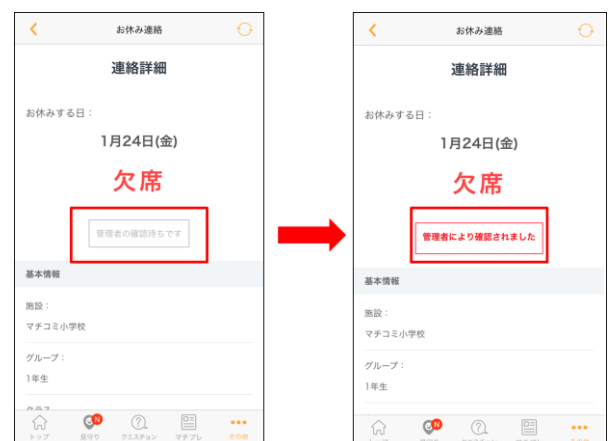 お休み連絡
連絡詳細
お休みする日：
1月24日(金)
欠席
管理者の確認待ちです
基本情報
施設：
マチコミ小学校
グループ：
1年生
N
トップ
見守り
クエスチョン
マチプレ
その他
お休み連絡
連絡詳細
お休みする日：
1月24日(金)
欠席
管理者により確認されました
基本情報
施設：
マチコミ小学校
グループ：
1年生
N